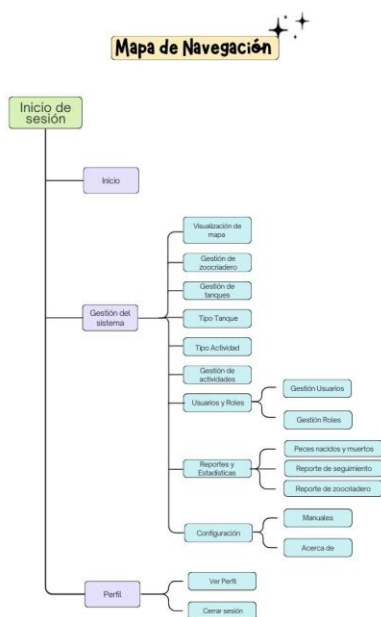 Mapa de Navegación
Inicio de
sesión
Inicio
Visualización de
mapa
Gestión de
zoocriadero
Gestión de
tanques
Gestión del
sistema
Tipo Tanque
Tipo Actividad
Gestión de
actividades
Usuarios y Roles
Gestión Usuarios
Gestión Roles
Reportes y
Estadísticas
Peces nacidos y muertos
Reporte de seguimiento
Reporte de zoocriadero
Configuración
Manuales
Acerca de
Perfil
Ver Perfil
Cerrar sesión